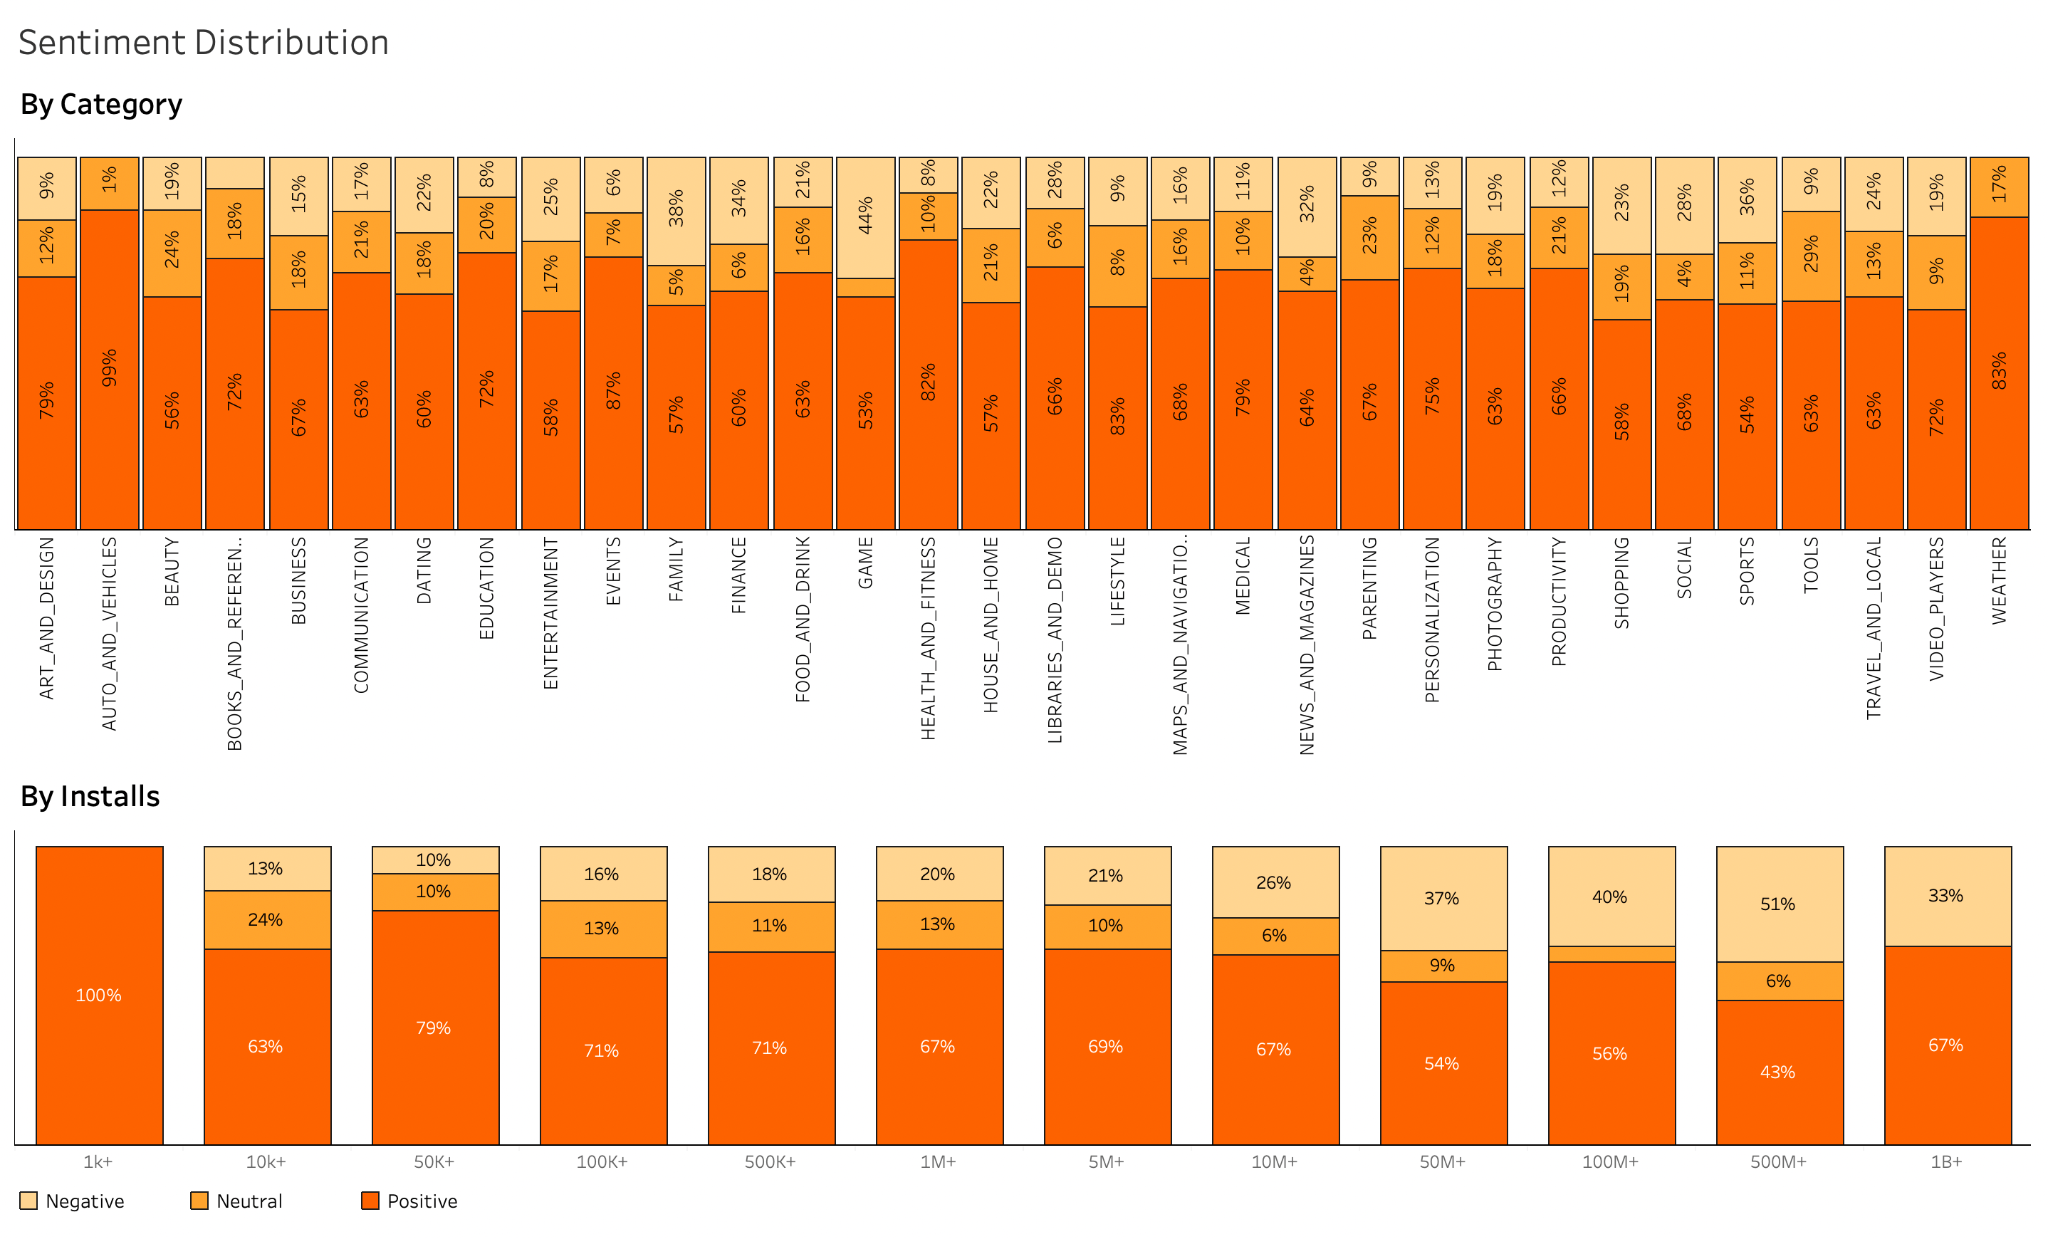 Sentiment Distribution
By Category
9% 1% 19% 15% 17% 22% 8% 25% 6% 38% 34% 21% 44% 8% 22% 28% 9% 16% 11% 32% 9% 13% 19% 12% 23% 28% 36% 9% 24% 19% 17%
12% 24% 18% 18% 21% 18% 20% 17% 7% 5% 6% 16% 10% 21% 6% 8% 16% 10% 4% 23% 12% 18% 21% 19% 4% 11% 29% 13% 9%
79% 99% 56% 72% 67% 63% 60% 72% 58% 87% 57% 60% 63% 53% 82% 57% 66% 83% 68% 79% 64% 67% 75% 63% 66% 58% 68% 54% 63% 63% 72% 83%
ART_AND_DESIGN
AUTO_AND_VEHICLES
BEAUTY
BOOKS_AND_REFEREN..
BUSINESS
COMMUNICATION
DATING
EDUCATION
ENTERTAINMENT
EVENTS
FAMILY
FINANCE
FOOD_AND_DRINK
GAME
HEALTH_AND_FITNESS
HOUSE_AND_HOME
LIBRARIES_AND_DEMO
LIFESTYLE
MAPS_AND_NAVIGATIO..
MEDICAL
NEWS_AND_MAGAZINES
PARENTING
PERSONALIZATION
PHOTOGRAPHY
PRODUCTIVITY
SHOPPING
SOCIAL
SPORTS
TOOLS
TRAVEL_AND_LOCAL
VIDEO_PLAYERS
WEATHER
By Installs
13% 10% 16% 18% 20% 21% 26% 37% 40% 51% 33%
24% 10% 13% 11% 13% 10% 6% 9% 6%
100% 63% 79% 71% 71% 67% 69% 67% 54% 56% 43% 67%
1k+ 10k+ 50K+ 100K+ 500K+ 1M+ 5M+ 10M+ 50M+ 100M+ 500M+ 1B+
Negative Neutral Positive